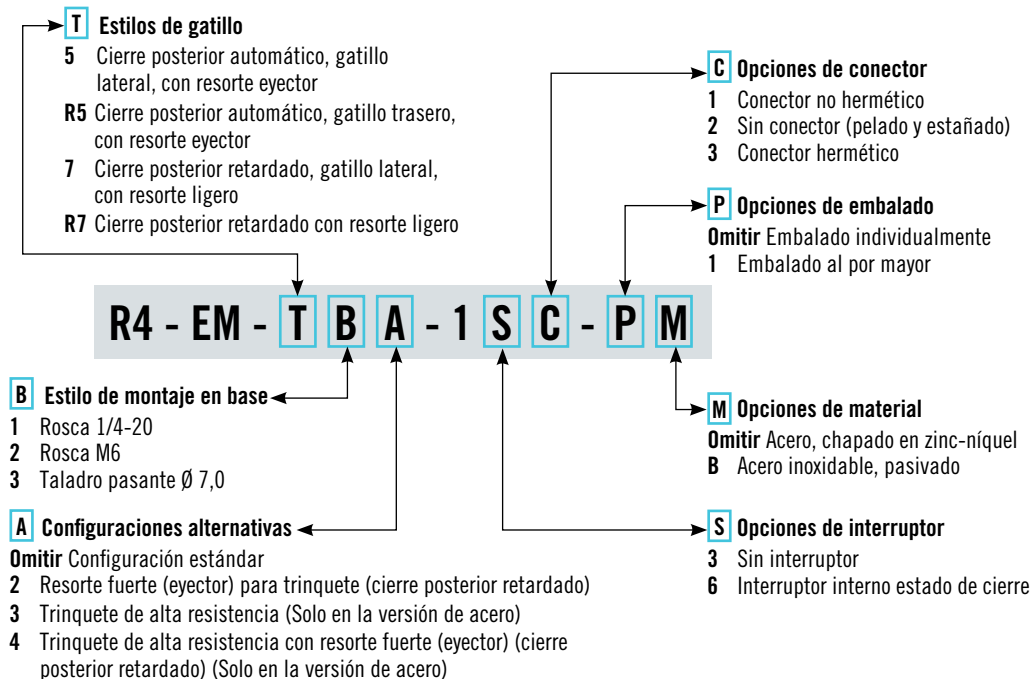 T Estilos de gatillo
5 Cierre posterior automático, gatillo
lateral, con resorte eyector
R5 Cierre posterior automático, gatillo trasero,
con resorte eyector
7 Cierre posterior retardado, gatillo lateral,
con resorte ligero
R7 Cierre posterior retardado con resorte ligero
C Opciones de conector
1 Conector no hermético
2 Sin conector (pelado y estañado)
3 Conector hermético
P Opciones de embalado
Omitir Embalado individualmente
1 Embalado al por mayor
R4 - EM - T B A - 1 S C - P M
B Estilo de montaje en base
1 Rosca 1/4-20
2 Rosca M6
3 Taladro pasante Ø 7,0
A Configuraciones alternativas
Omitir Configuración estándar
2 Resorte fuerte (eyector) para trinquete (cierre posterior retardado)
3 Trinquete de alta resistencia (Solo en la versión de acero)
4 Trinquete de alta resistencia con resorte fuerte (eyector) (cierre
posterior retardado) (Solo en la versión de acero)
M Opciones de material
Omitir Acero, chapado en zinc-níquel
B Acero inoxidable, pasivado
S Opciones de interruptor
3 Sin interruptor
6 Interruptor interno estado de cierre